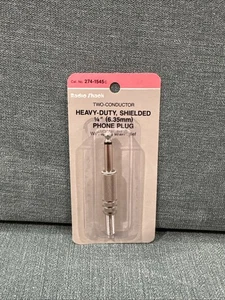 Cat. No. 274-1545
Radio Shack
TWO-CONDUCTOR
HEAVY-DUTY, SHIELDED
¼" (6.35mm)
PHONE PLUG